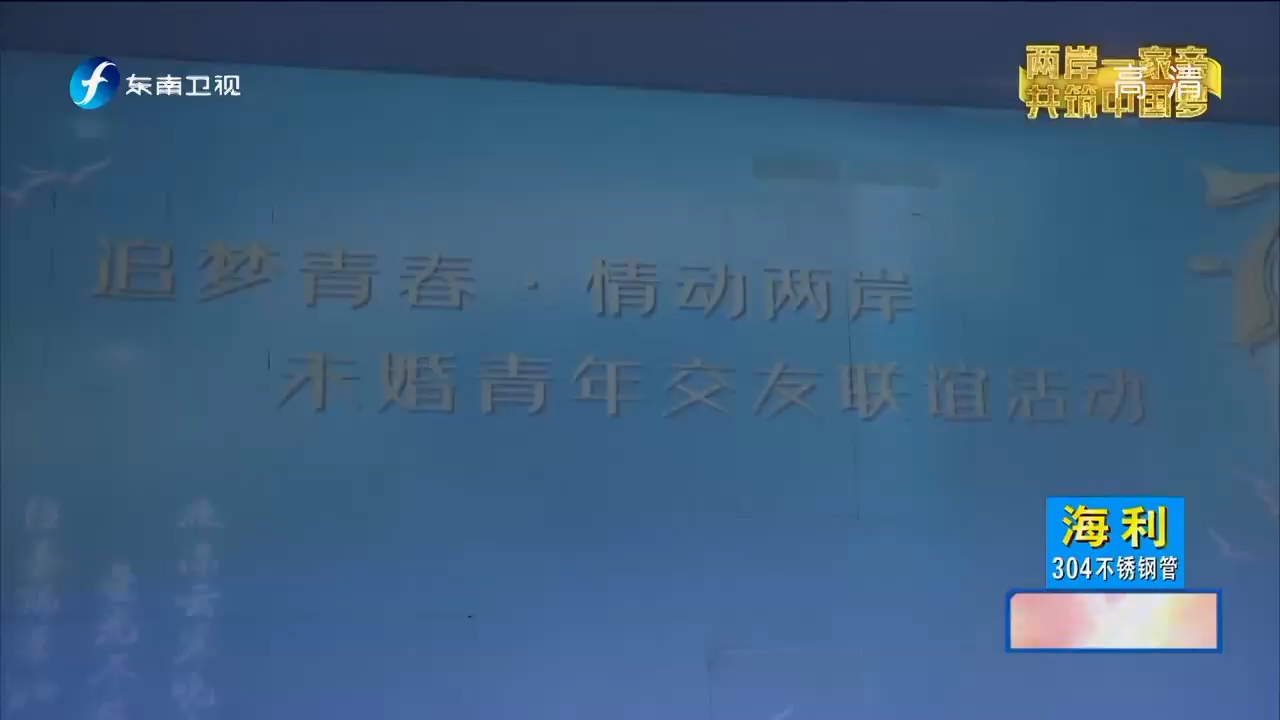 东南卫视
两岸一家亲
共筑中国梦
高清
追梦青春·情动两岸
未婚青年交友联谊活动
海利
304不锈钢管